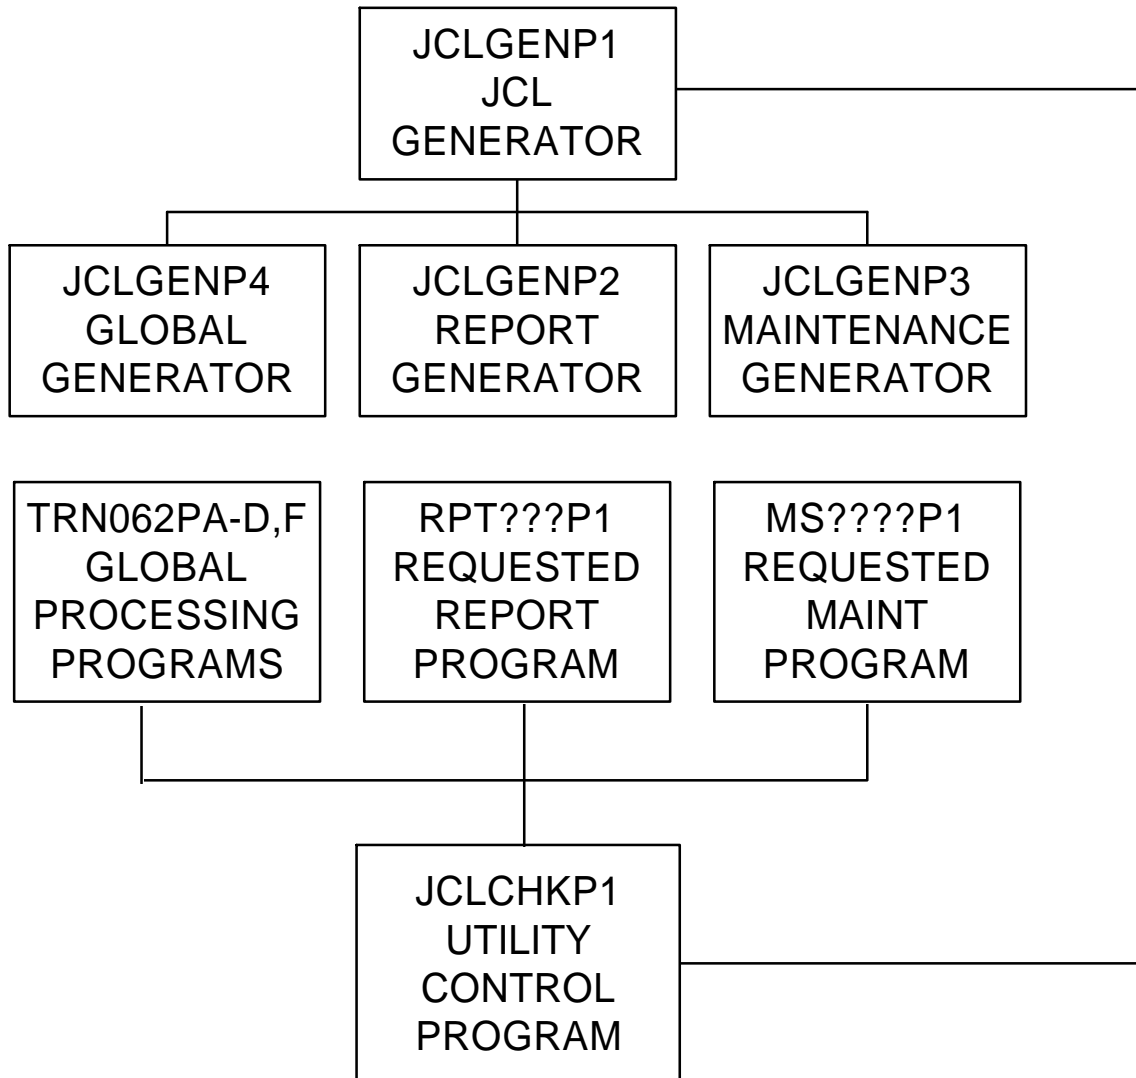 JCLGENP1
JCL
GENERATOR
JCLGENP4
GLOBAL
GENERATOR
JCLGENP2
REPORT
GENERATOR
JCLGENP3
MAINTENANCE
GENERATOR
TRN062PA-D,F
GLOBAL
PROCESSING
PROGRAMS
RPT???P1
REQUESTED
REPORT
PROGRAM
MS????P1
REQUESTED
MAINT
PROGRAM
JCLCHKP1
UTILITY
CONTROL
PROGRAM